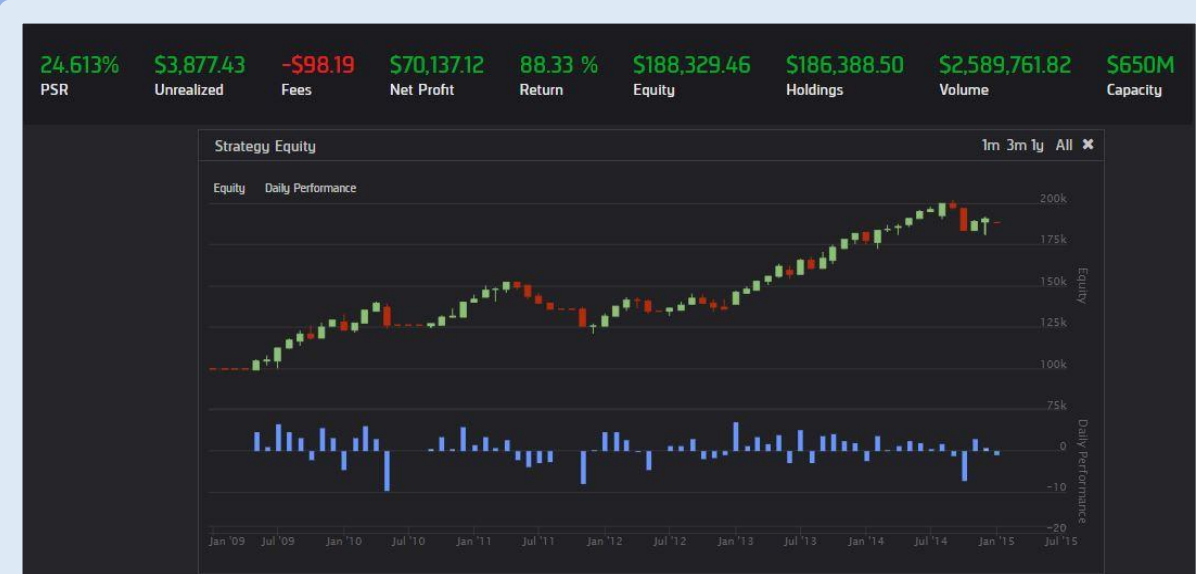 24.613% $3,877.43 -$98.19 $70,137.12 88.33 % $188,329.46 $186,388.50 $2,589,761.82 $650M
PSR Unrealized Fees Net Profit Return Equity Holdings Volume Capacity
Strategy Equity 1m 3m 1y All ✖
Equity Daily Performance
200k
175k
150k
125k
100k
75k
Equity
0
-10
-20
Daily Performance
Jan '09 Jul '09 Jan '10 Jul '10 Jan '11 Jul '11 Jan '12 Jul '12 Jan '13 Jul '13 Jan '14 Jul '14 Jan '15 Jul '15